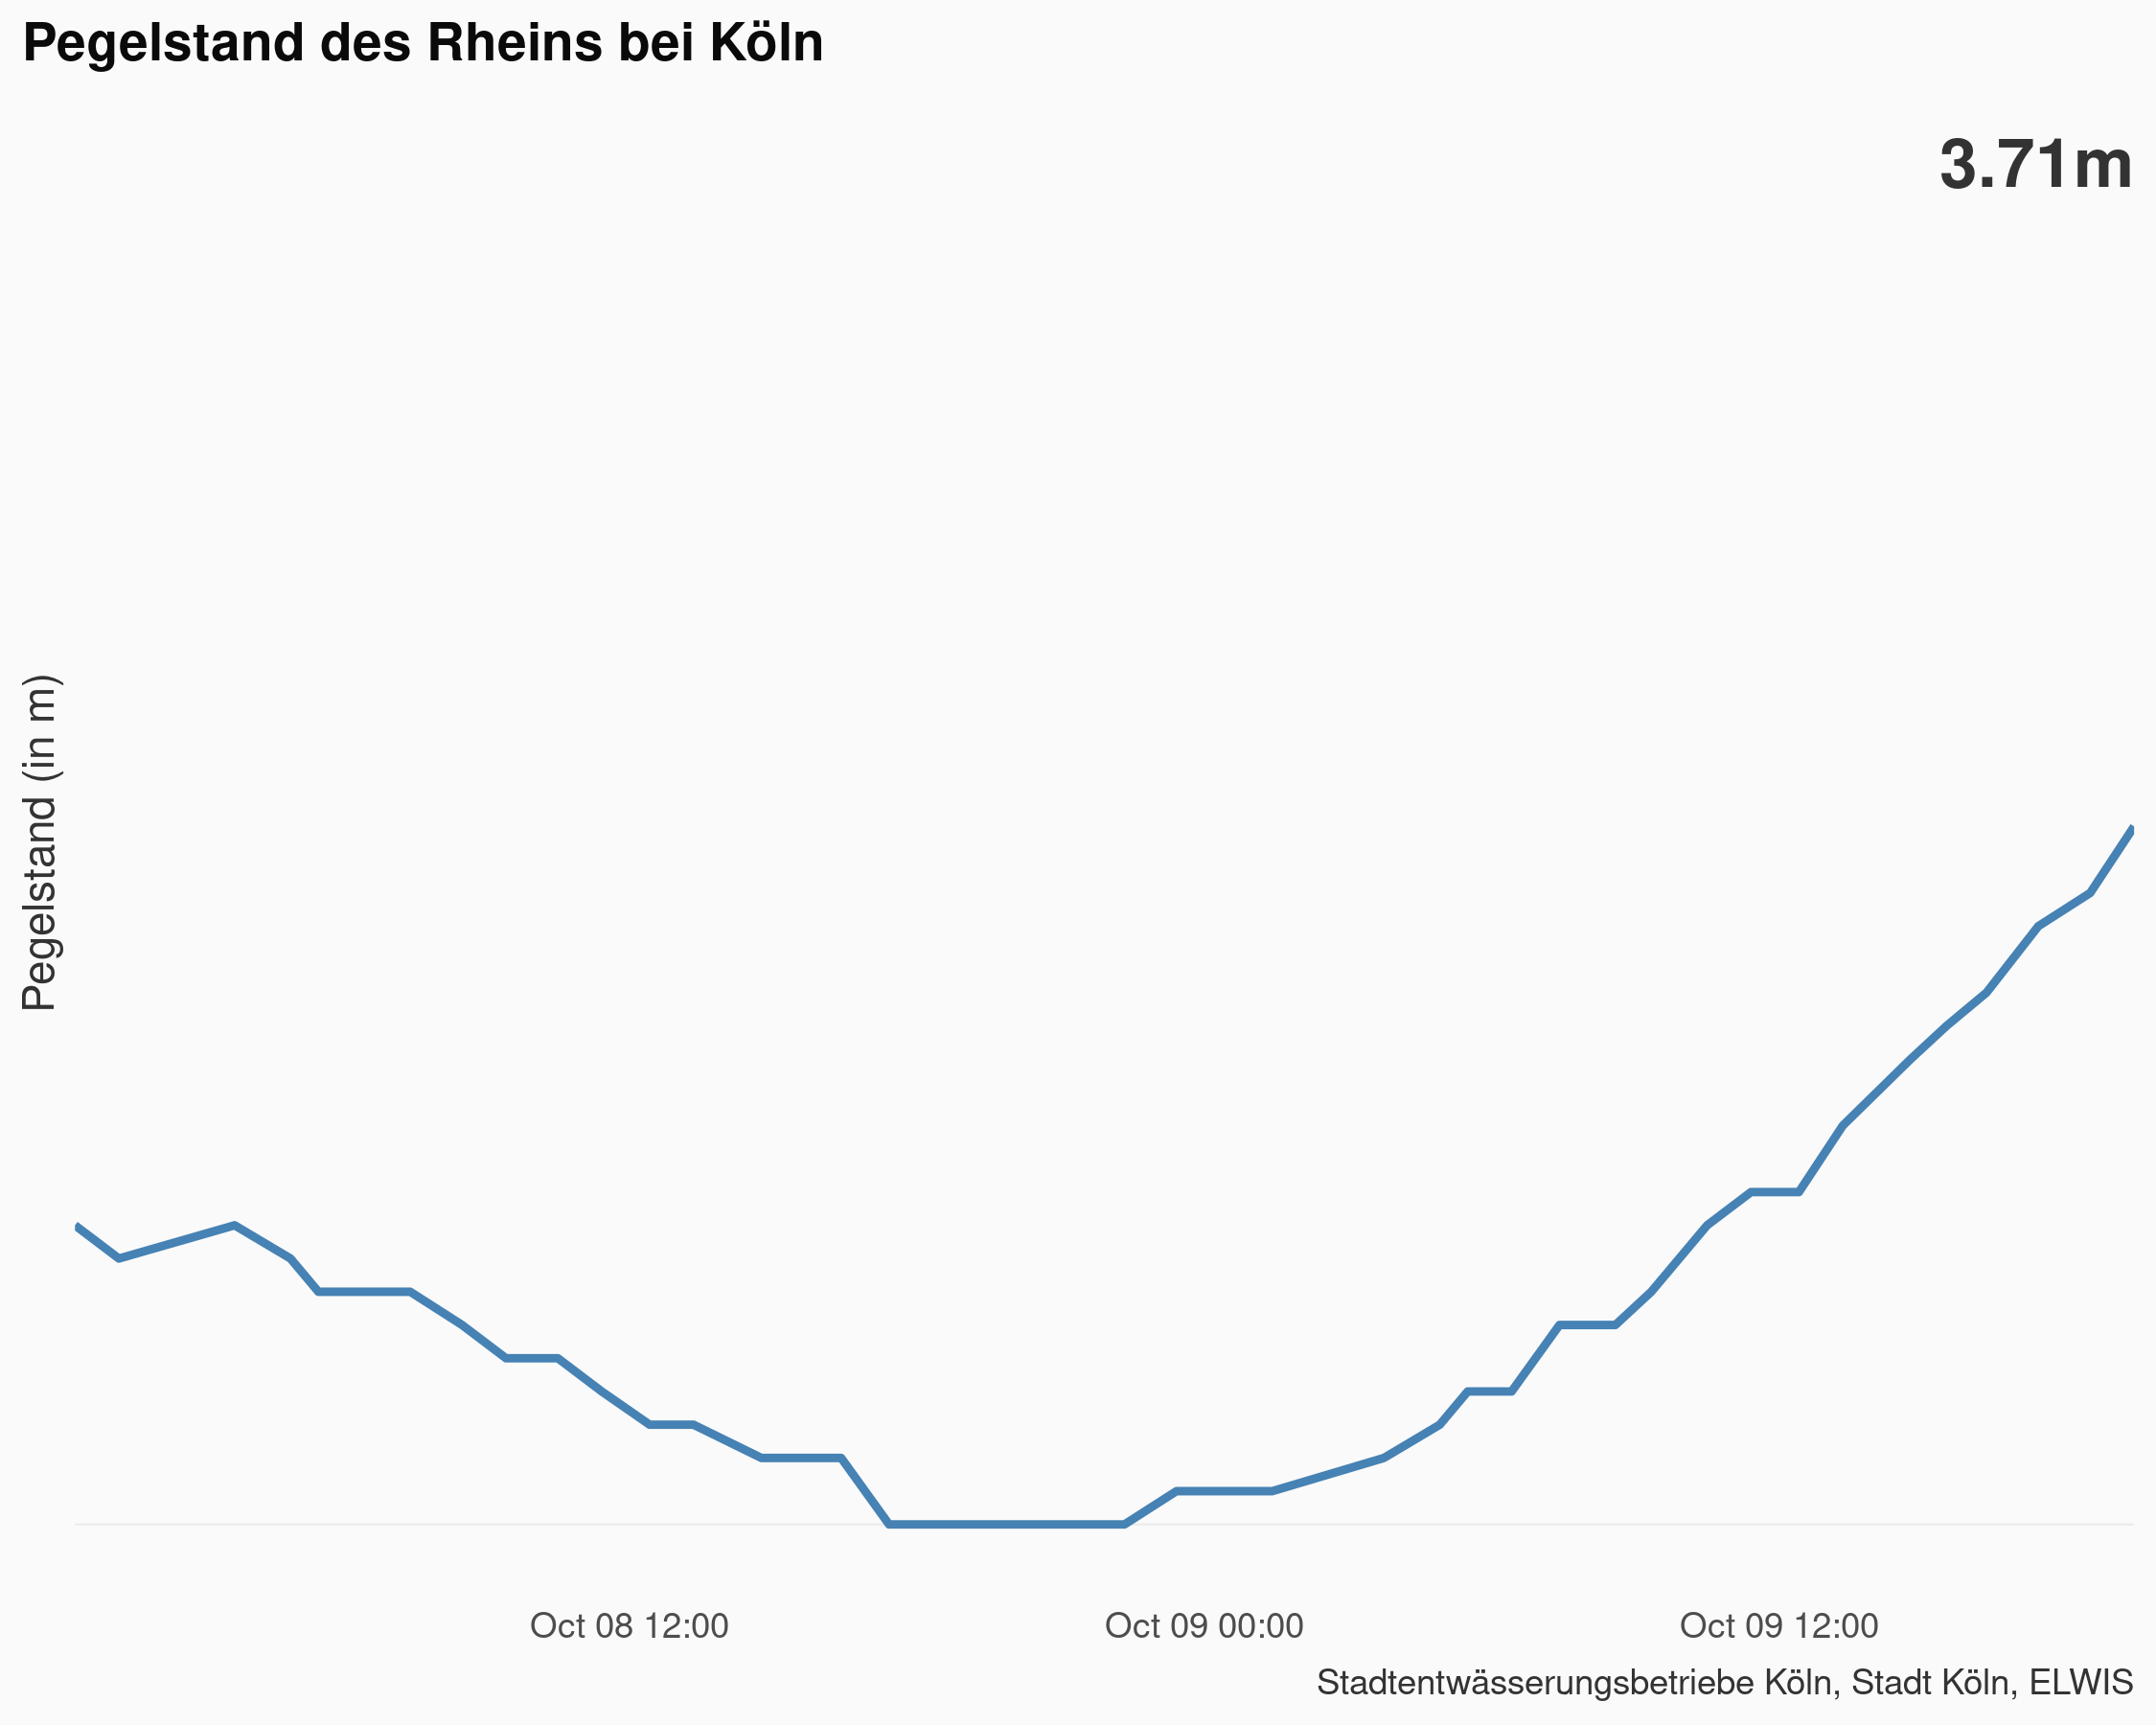 Pegelstand des Rheins bei Köln
3.71m
Pegelstand (in m)
Oct 08 12:00
Oct 09 00:00
Oct 09 12:00
Stadtentwässerungsbetriebe Köln, Stadt Köln, ELWIS